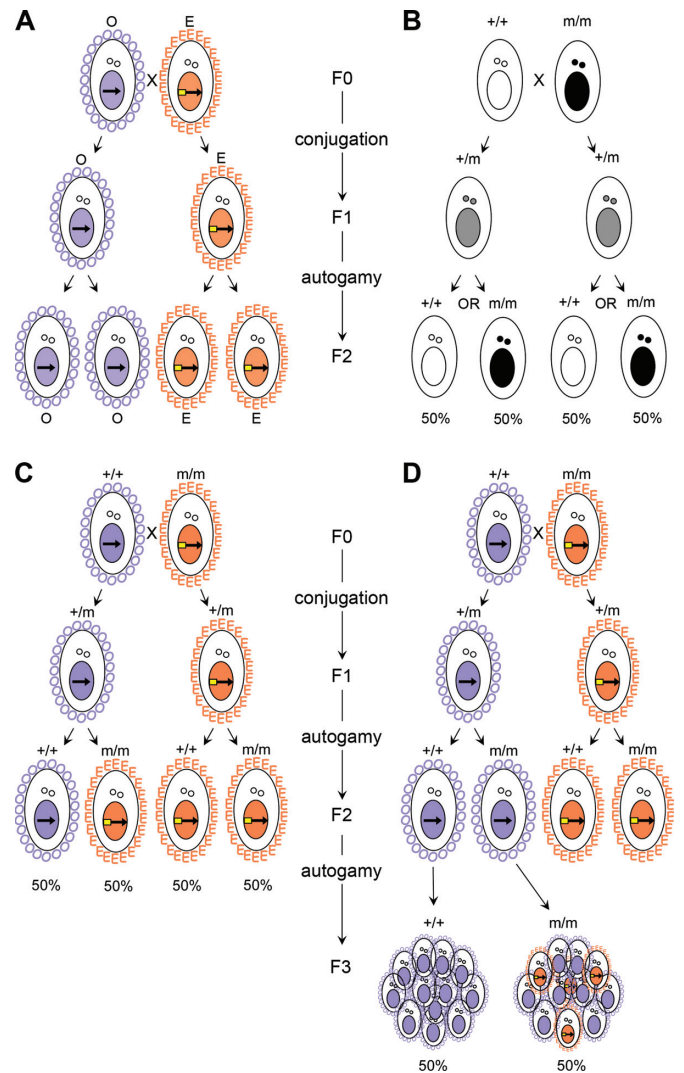 A
O E
X
O E
O O E E
F0
conjugation
F1
autogamy
F2
B
+/+ m/m
X
+/m +/m
+/+ OR m/m +/+ OR m/m
50% 50% 50% 50%
C
+/+ m/m
X
+/m +/m
+/+ m/m +/+ m/m
50% 50% 50% 50%
F0
conjugation
F1
autogamy
F2
autogamy
F3
D
+/+ m/m
X
+/m +/m
+/+ m/m +/+ m/m
+/+ m/m
50% 50%